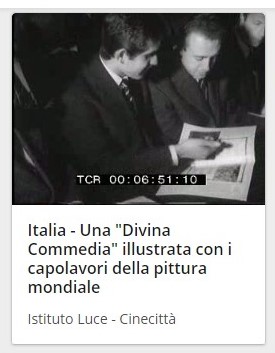 TCR 00:06:51:10
Italia - Una "Divina
Commedia" illustrata con i
capolavori della pittura
mondiale
Istituto Luce - Cinecittà